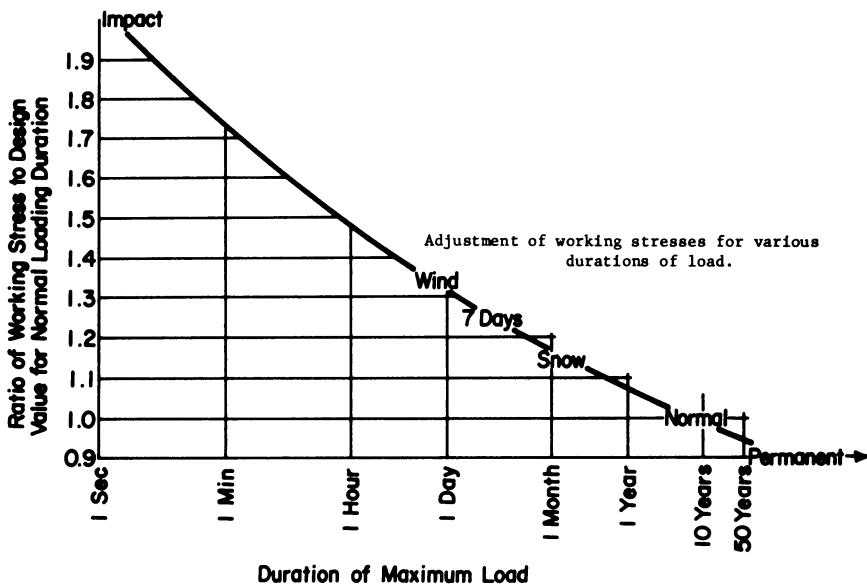 Impact
1.9
1.8
1.7
1.6
1.5
1.4
1.3
1.2
1.1
1.0
0.9
Ratio of Working Stress to Design
Value for Normal Loading Duration
Adjustment of working stresses for various
durations of load.
Wind
7 Days
Snow
Normal
Permanent
1 Sec
1 Min
1 Hour
1 Day
1 Month
1 Year
10 Years
50 Years
Duration of Maximum Load